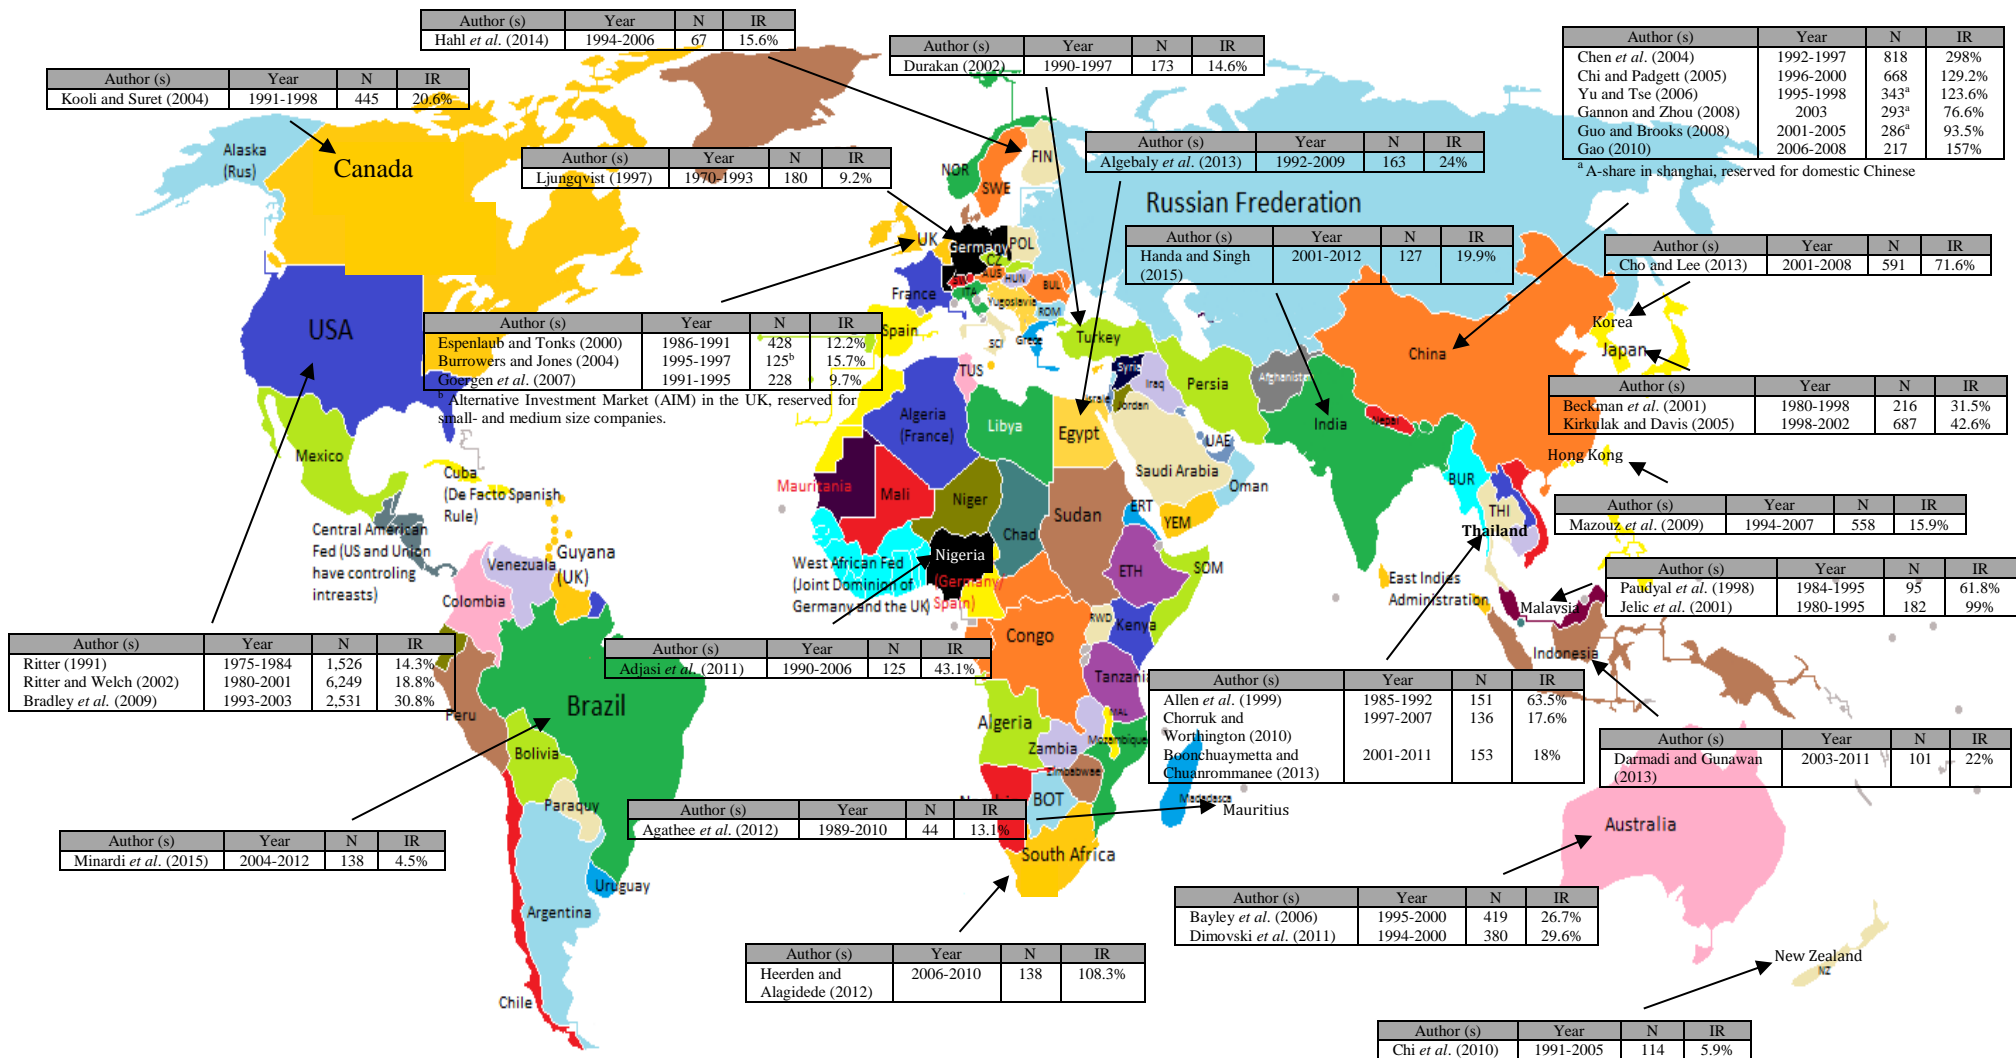 Author (s) Year N IR
Hahl et al. (2014) 1994-2006 67 15.6%
Author (s) Year N IR
Durakan (2002) 1990-1997 173 14.6%
Author (s) Year N IR
Chen et al. (2004) 1992-1997 818 298%
Chi and Padgett (2005) 1996-2000 668 129.2%
Yu and Tse (2006) 1995-1998 343a 123.6%
Gannon and Zhou (2008) 2003 293a 76.6%
Guo and Brooks (2008) 2001-2005 286a 93.5%
Gao (2010) 2006-2008 217 157%
a A-share in shanghai, reserved for domestic Chinese
Author (s) Year N IR
Kooli and Suret (2004) 1991-1998 445 20.6%
Author (s) Year N IR
Algebaly et al. (2013) 1992-2009 163 24%
Author (s) Year N IR
Ljungqvist (1997) 1970-1993 180 9.2%
Alaska
(Rus)
Canada
NOR
SWE
FIN
Russian Frederation
Author (s) Year N IR
Handa and Singh
(2015) 2001-2012 127 19.9%
Author (s) Year N IR
Cho and Lee (2013) 2001-2008 591 71.6%
UK
Germany
POL
CZ
AUS
HUN
BUL
France
ITA
Yugoslavia
ROM
Spain
SCI
Greece
Turkey
USA
Author (s) Year N IR
Espenlaub and Tonks (2000) 1986-1991 428 12.2%
Burrowers and Jones (2004) 1995-1997 125b 15.7%
Goergen et al. (2007) 1991-1995 228 9.7%
b Alternative Investment Market (AIM) in the UK, reserved for
small- and medium size companies.
Korea
Japan
China
Author (s) Year N IR
Beckman et al. (2001) 1980-1998 216 31.5%
Kirkulak and Davis (2005) 1998-2002 687 42.6%
TUS
Syria
Iraq
Israel
Jordan
Persia
Afghanistan
Algeria
(France)
Libya
Egypt
India
Nepal
UAE
Saudi Arabia
Oman
Hong Kong
Mexico
Cuba
(De Facto Spanish
Rule)
Mauritania
Mali
Niger
Chad
Sudan
ERT
YEM
BUR
THI
Thailand
Author (s) Year N IR
Mazouz et al. (2009) 1994-2007 558 15.9%
Central American
Fed (US and Union
have controling
intreasts)
Guyana
(UK)
Venezuala
Colombia
West African Fed
(Joint Dominion of
Germany and the UK)
Nigeria
(Germany/
Spain)
ETH
SOM
East Indies
Administration
Author (s) Year N IR
Paudyal et al. (1998) 1984-1995 95 61.8%
Jelic et al. (2001) 1980-1995 182 99%
Malaysia
Indonesia
Author (s) Year N IR
Ritter (1991) 1975-1984 1,526 14.3%
Ritter and Welch (2002) 1980-2001 6,249 18.8%
Bradley et al. (2009) 1993-2003 2,531 30.8%
Author (s) Year N IR
Adjasi et al. (2011) 1990-2006 125 43.1%
Congo
RWD
Kenya
Tanzania
Peru
Brazil
Bolivia
Algeria
Zambia
MAL
Mozambique
Zimbabwae
Author (s) Year N IR
Allen et al. (1999) 1985-1992 151 63.5%
Chorruk and
Worthington (2010) 1997-2007 136 17.6%
Boonchuaymetta and
Chuanrommanee (2013) 2001-2011 153 18%
Author (s) Year N IR
Darmadi and Gunawan
(2013) 2003-2011 101 22%
Paraquy
Author (s) Year N IR
Agathee et al. (2012) 1989-2010 44 13.1%
BOT
Madadasca
Mauritius
Australia
Author (s) Year N IR
Minardi et al. (2015) 2004-2012 138 4.5%
South Africa
Uruguay
Argentina
Author (s) Year N IR
Bayley et al. (2006) 1995-2000 419 26.7%
Dimovski et al. (2011) 1994-2000 380 29.6%
Author (s) Year N IR
Heerden and
Alagidede (2012) 2006-2010 138 108.3%
New Zealand
NZ
Chile
Author (s) Year N IR
Chi et al. (2010) 1991-2005 114 5.9%